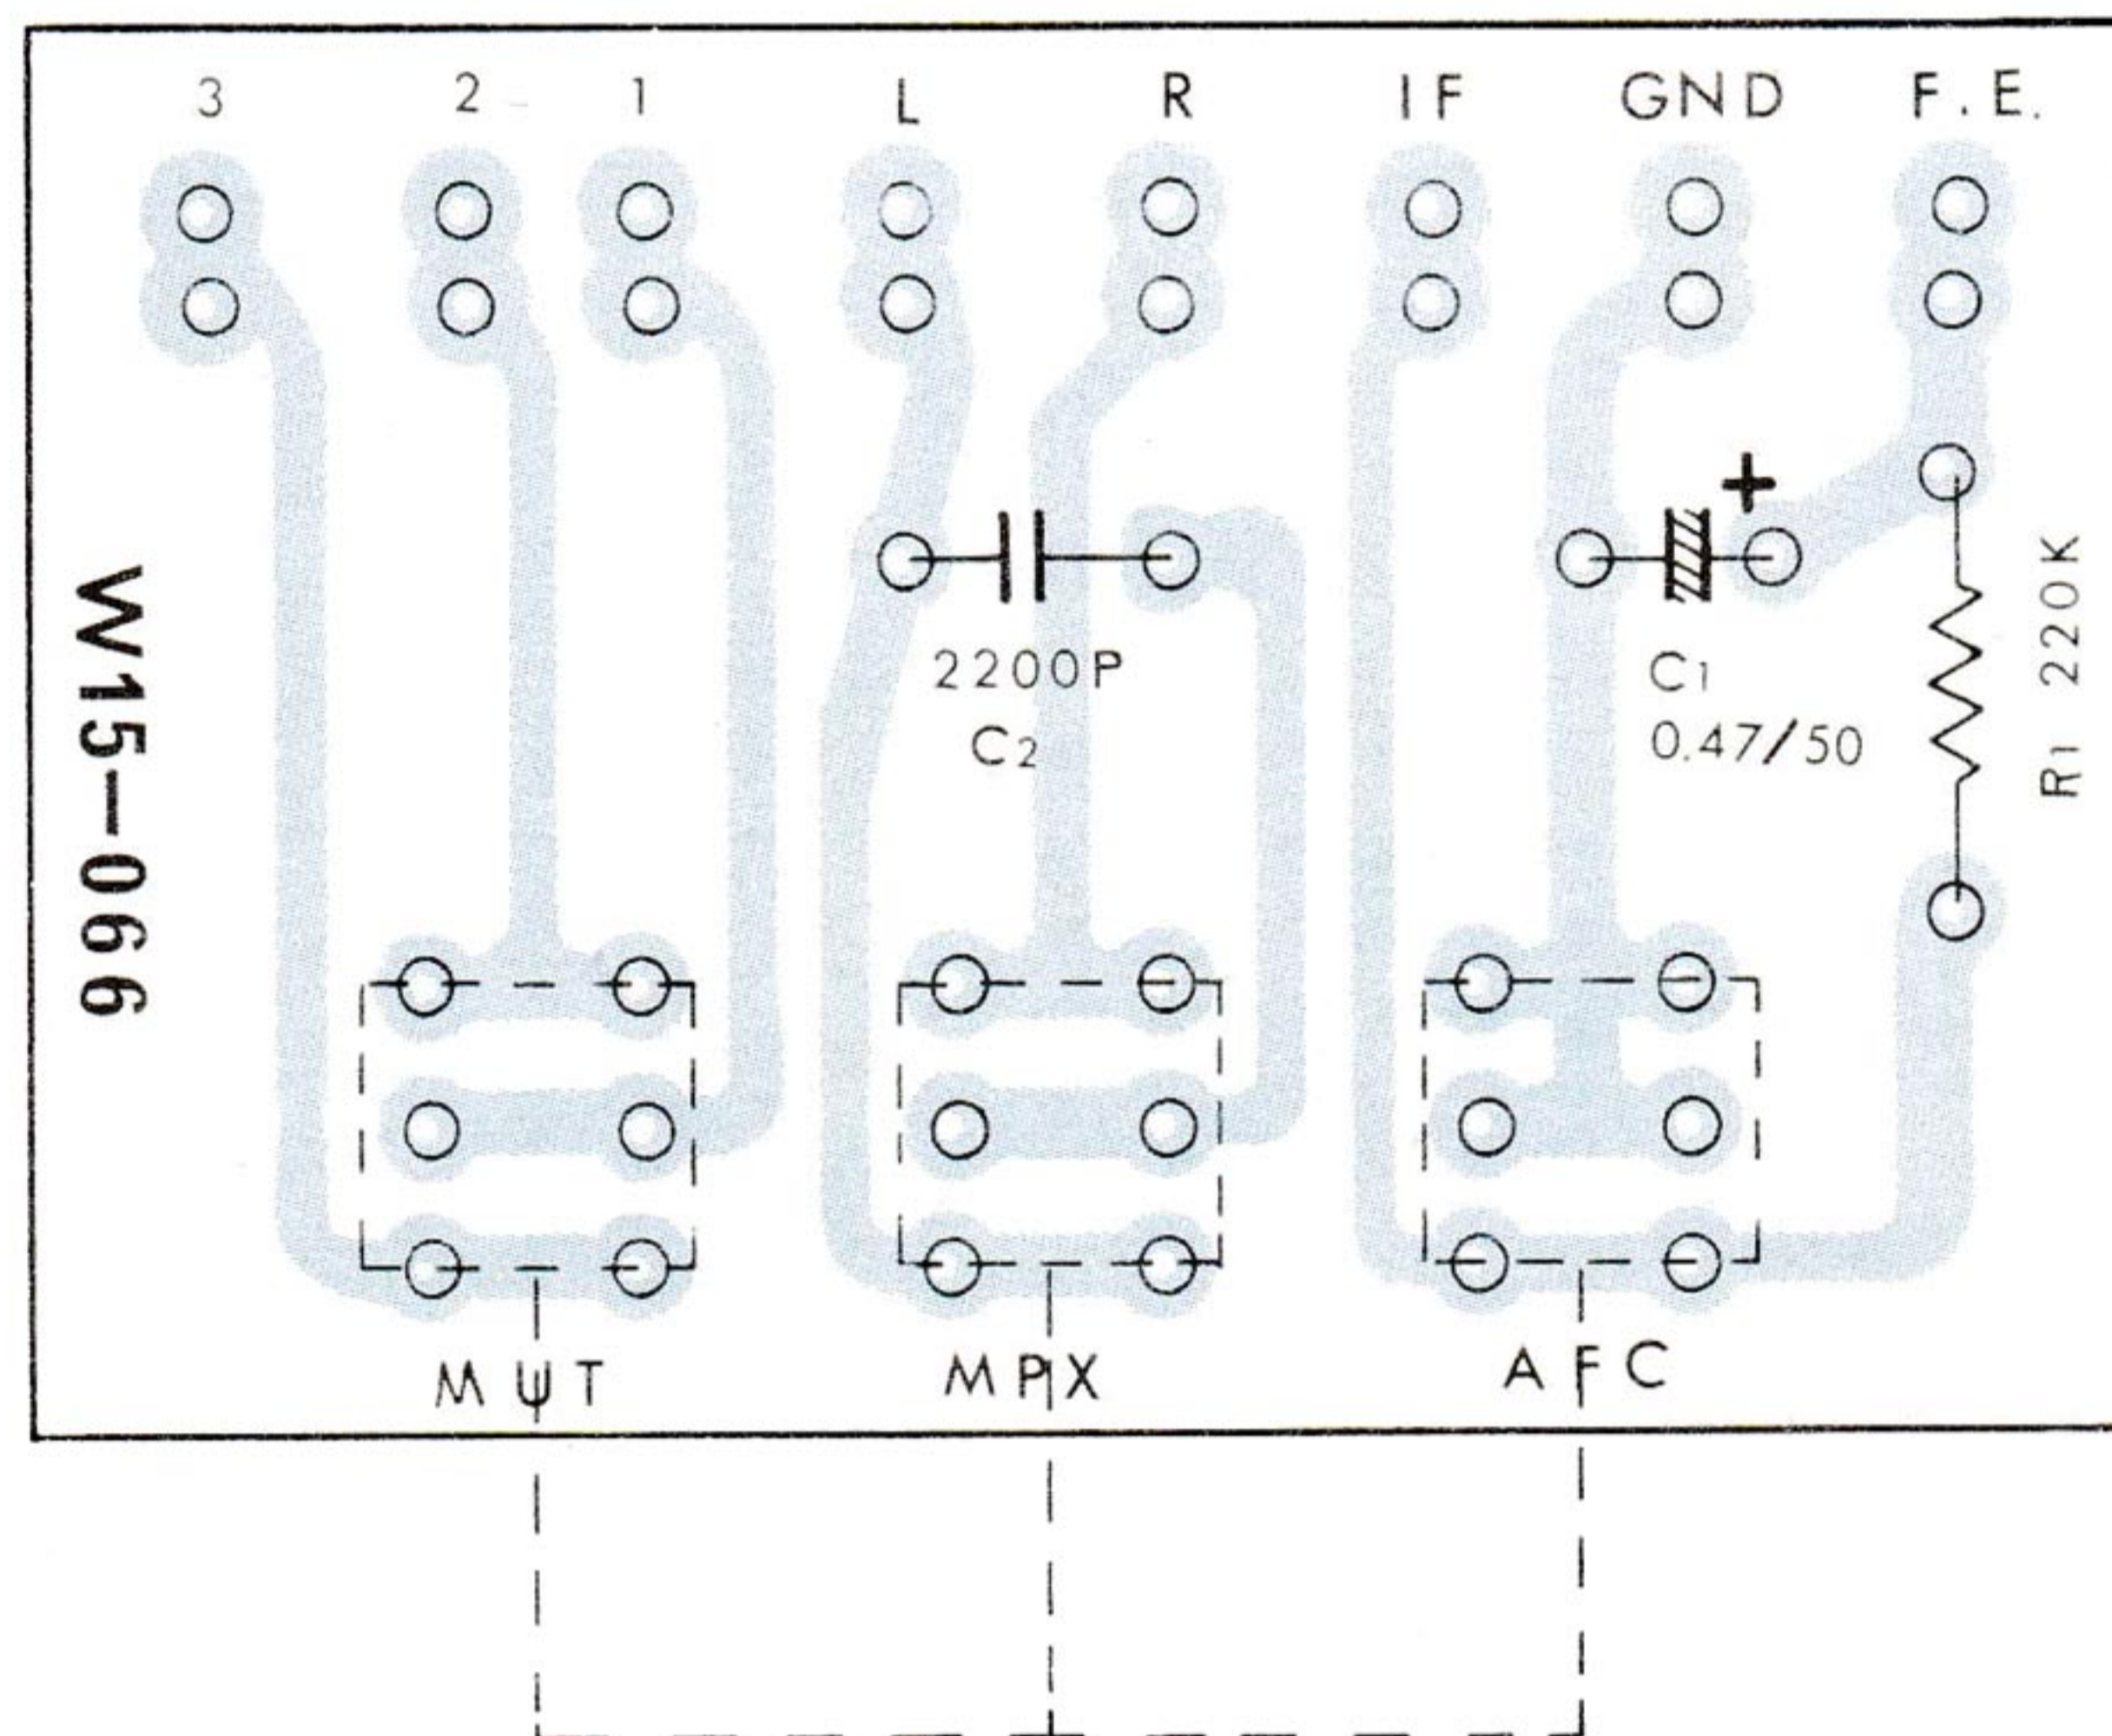 3 2 1 L R IF GND F.E.
+
W15-066
2200P
C2
C1
0.47/50
R1 220K
MUT MPX AFC